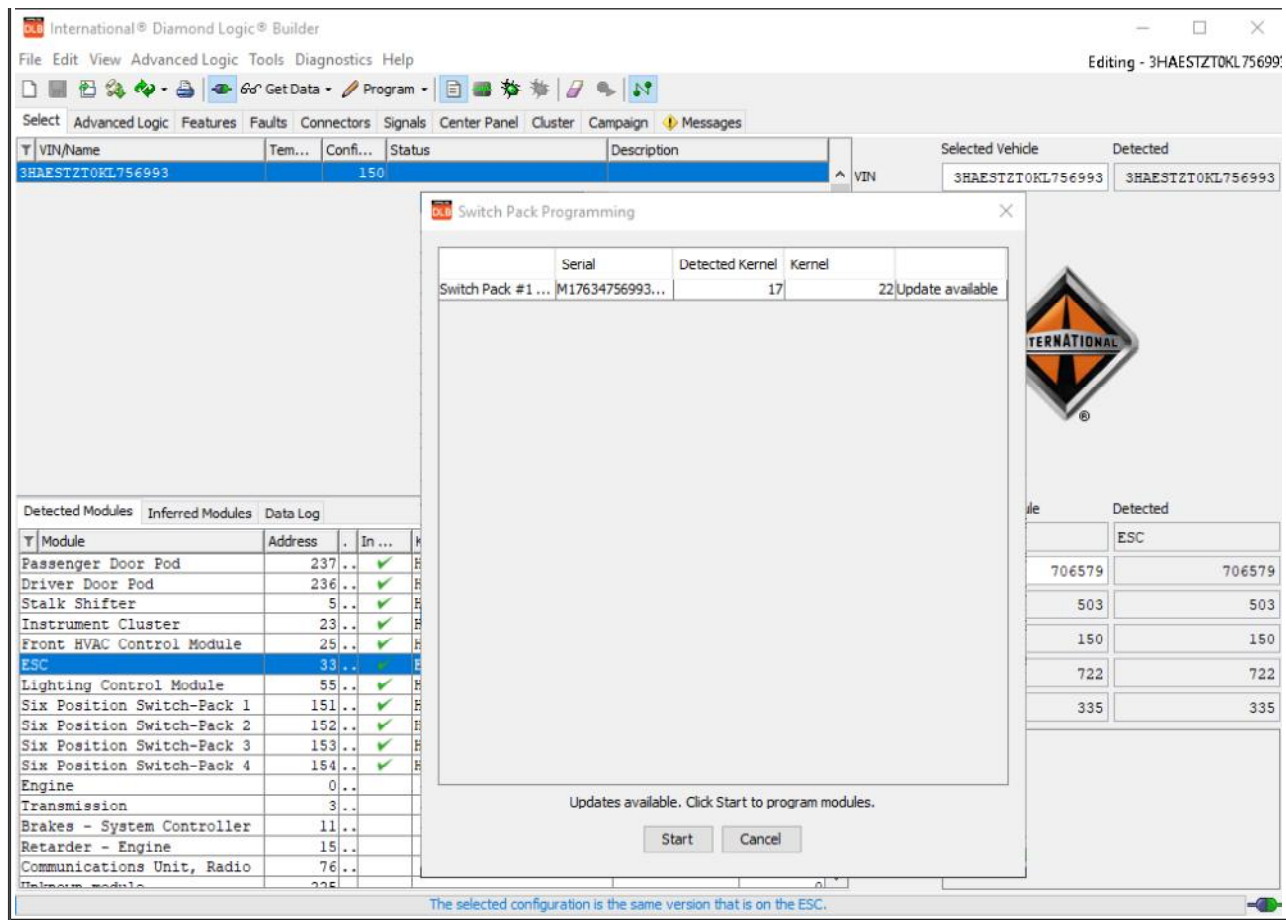 DLB International® Diamond Logic® Builder
File Edit View Advanced Logic Tools Diagnostics Help
Editing - 3HAESTZT0KL756993
Get Data Program
Select Advanced Logic Features Faults Connectors Signals Center Panel Cluster Campaign Messages
VIN/Name Tem... Confi... Status Description
3HAESTZT0KL756993 150
Selected Vehicle Detected
VIN 3HAESTZT0KL756993 3HAESTZT0KL756993
DLB Switch Pack Programming
Serial Detected Kernel Kernel
Switch Pack #1 ... M17634756993... 17 22 Update available
TERNATIONAL
®
Detected Modules Inferred Modules Data Log
Module Address . In ...
Passenger Door Pod 237 ..
Driver Door Pod 236 ..
Stalk Shifter 5 ..
Instrument Cluster 23 ..
Front HVAC Control Module 25 ..
ESC 33 ..
Lighting Control Module 55 ..
Six Position Switch-Pack 1 151 ..
Six Position Switch-Pack 2 152 ..
Six Position Switch-Pack 3 153 ..
Six Position Switch-Pack 4 154 ..
Engine 0 ..
Transmission 3 ..
Brakes - System Controller 11 ..
Retarder - Engine 15 ..
Communications Unit, Radio 76 ..
Detected
ESC
706579 706579
503 503
150 150
722 722
335 335
Updates available. Click Start to program modules.
Start Cancel
The selected configuration is the same version that is on the ESC.